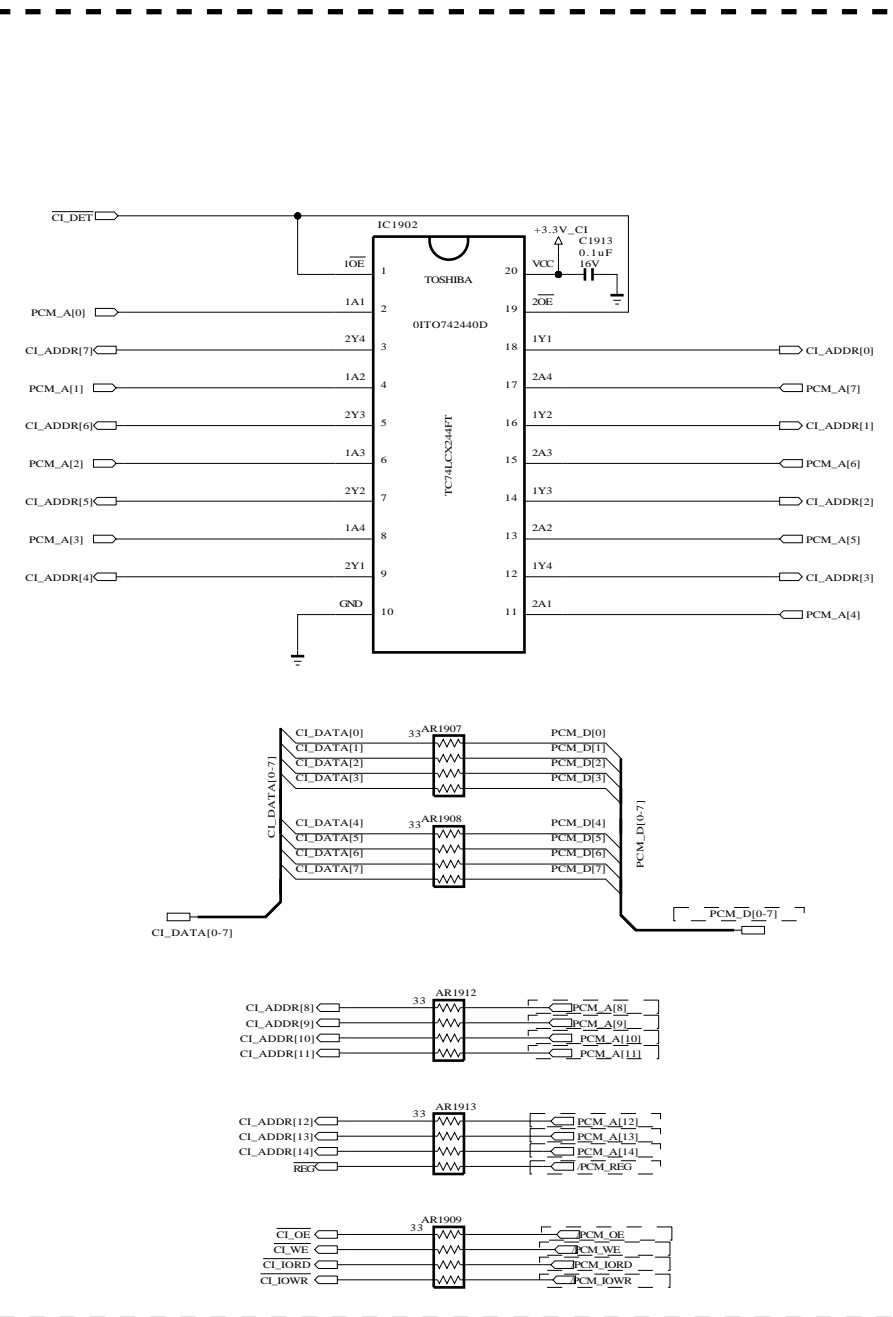 CI_DET
IC1902
+3.3V_CI
C1913
0.1uF
16V
1OE 1 TOSHIBA 20 VCC
PCM_A[0] 1A1 2 19 2OE
0ITO742440D
CI_ADDR[7] 2Y4 3 18 1Y1 CI_ADDR[0]
PCM_A[1] 1A2 4 17 2A4 PCM_A[7]
CI_ADDR[6] 2Y3 5 16 1Y2 CI_ADDR[1]
TC74LCX244FT
PCM_A[2] 1A3 6 15 2A3 PCM_A[6]
CI_ADDR[5] 2Y2 7 14 1Y3 CI_ADDR[2]
PCM_A[3] 1A4 8 13 2A2 PCM_A[5]
CI_ADDR[4] 2Y1 9 12 1Y4 CI_ADDR[3]
GND 10 11 2A1 PCM_A[4]
CI_DATA[0] 33 AR1907 PCM_D[0]
CI_DATA[1] PCM_D[1]
CI_DATA[2] PCM_D[2]
CI_DATA[3] PCM_D[3]
CI_DATA[0-7]
PCM_D[0-7]
CI_DATA[4] 33 AR1908 PCM_D[4]
CI_DATA[5] PCM_D[5]
CI_DATA[6] PCM_D[6]
CI_DATA[7] PCM_D[7]
PCM_D[0-7]
CI_DATA[0-7]
AR1912
33
CI_ADDR[8] PCM_A[8]
CI_ADDR[9] PCM_A[9]
CI_ADDR[10] PCM_A[10]
CI_ADDR[11] PCM_A[11]
AR1913
33
CI_ADDR[12] PCM_A[12]
CI_ADDR[13] PCM_A[13]
CI_ADDR[14] PCM_A[14]
REG /PCM_REG
AR1909
33
CI_OE /PCM_OE
CI_WE /PCM_WE
CI_IORD /PCM_IORD
CI_IOWR /PCM_IOWR